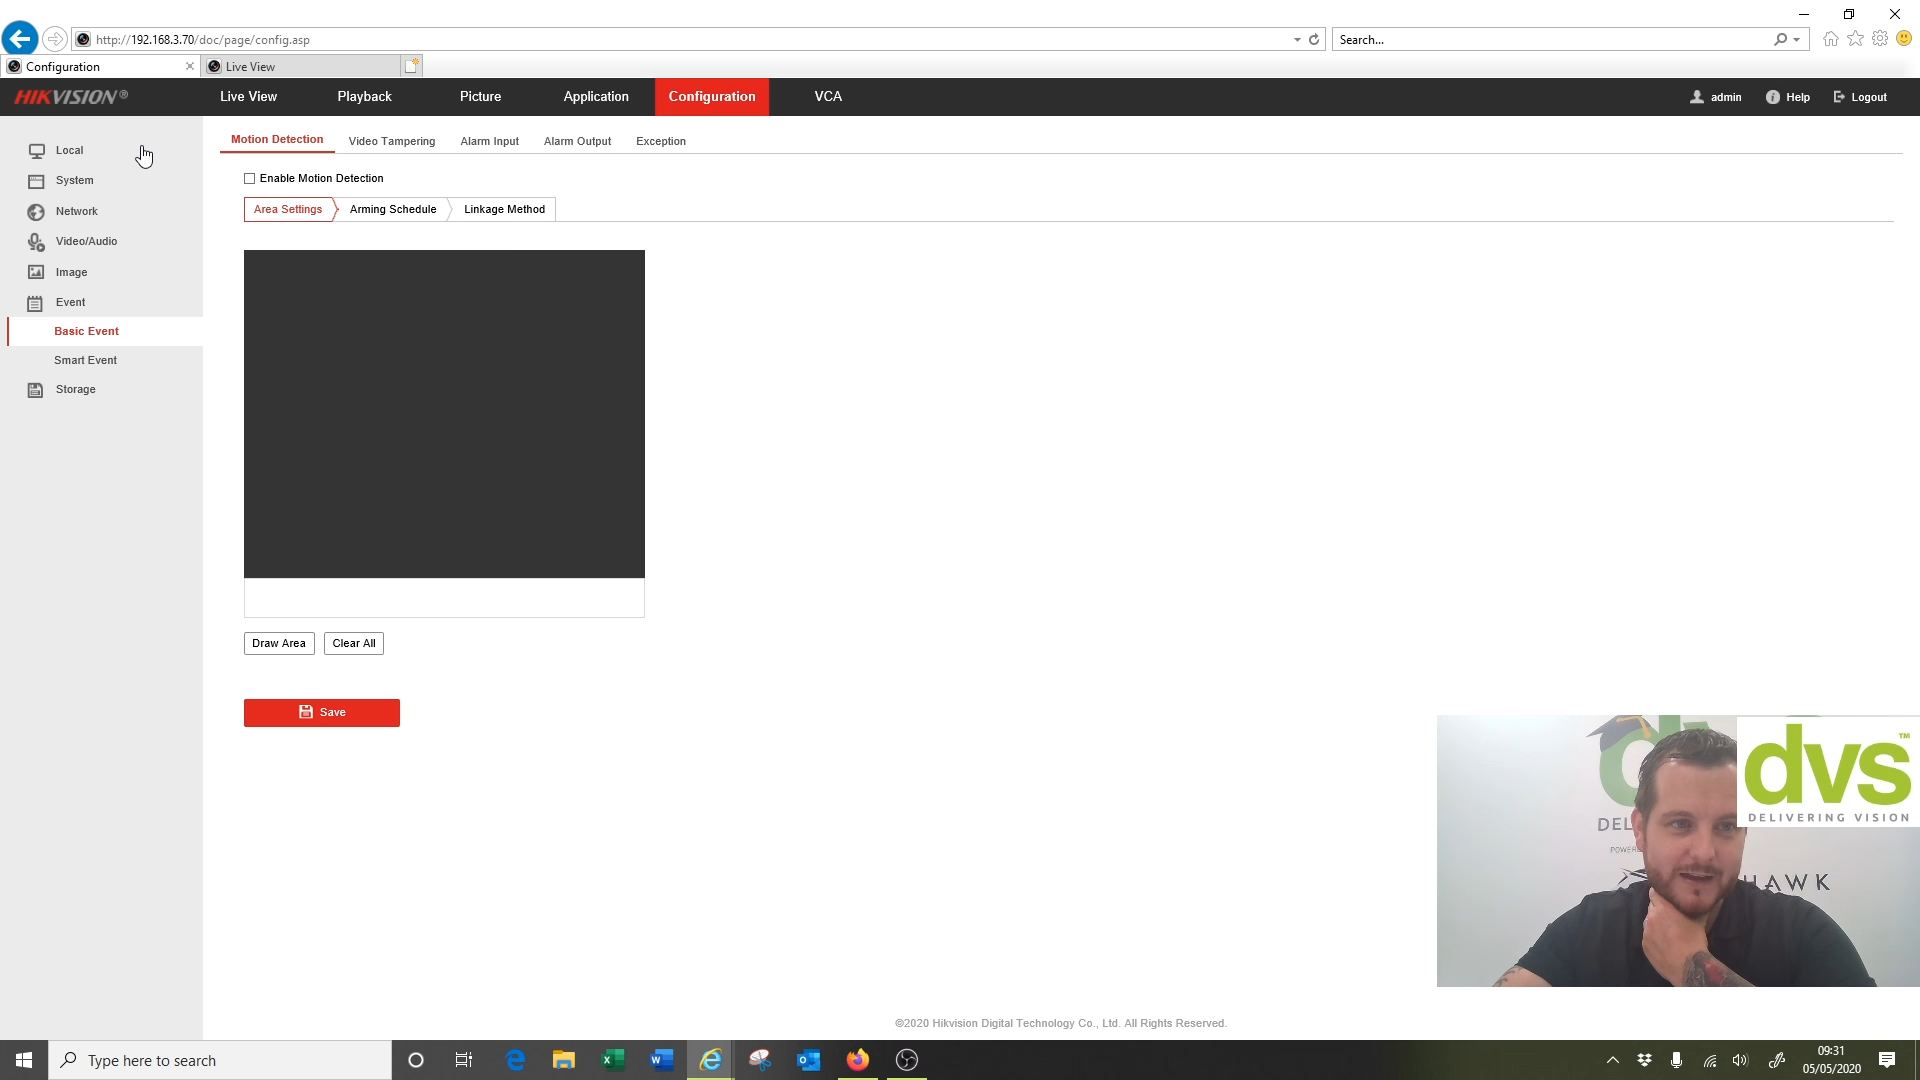 http://192.168.3.70/doc/page/config.asp
Search...
Configuration
Live View
HIKVISION®
Live View
Playback
Picture
Application
Configuration
VCA
admin
Help
Logout
Local
System
Network
Video/Audio
Image
Event
Basic Event
Smart Event
Storage
Motion Detection
Video Tampering
Alarm Input
Alarm Output
Exception
Enable Motion Detection
Area Settings
Arming Schedule
Linkage Method
Draw Area
Clear All
Save
dvs™
DELIVERING VISION
DEL
POWER
HAWK
©2020 Hikvision Digital Technology Co., Ltd. All Rights Reserved.
Type here to search
09:31
05/05/2020